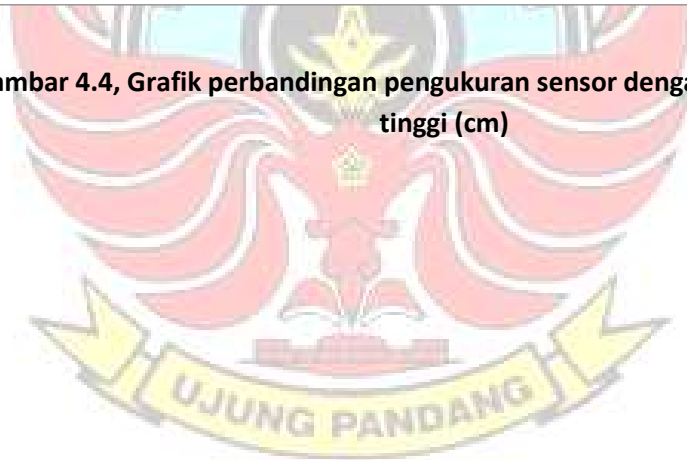 ambar 4.4, Grafik perbandingan pengukuran sensor denga
tinggi (cm)
UJUNG PANDANG